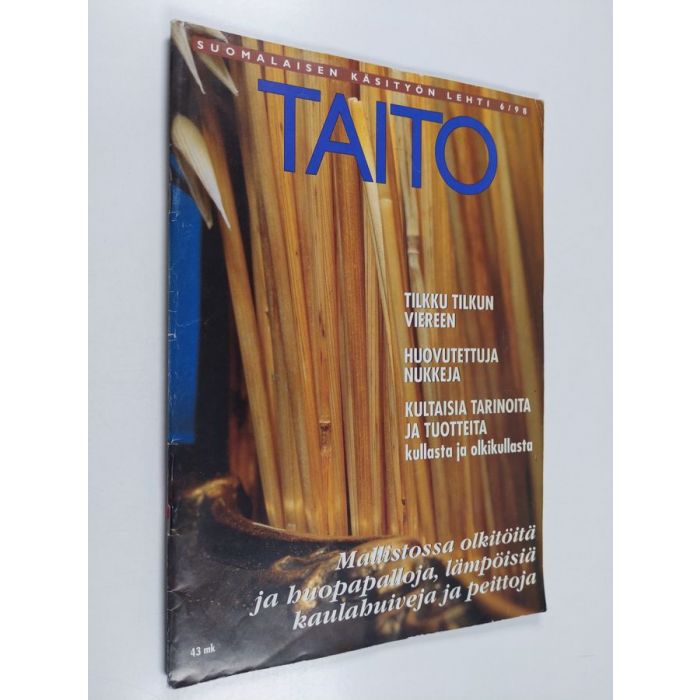 SUOMALAISEN KÄSITYÖN LEHTI 6/98
TAITO
TILKKU TILKUN
VIEREEN
HUOVUTETTUJA
NUKKEJA
KULTAISIA TARINOITA
JA TUOTTEITA
kullasta ja olkikullasta
Mallistossa olkitöitä
ja huopapalloja, lämpöisiä
kaulahuiveja ja peittoja
43 mk